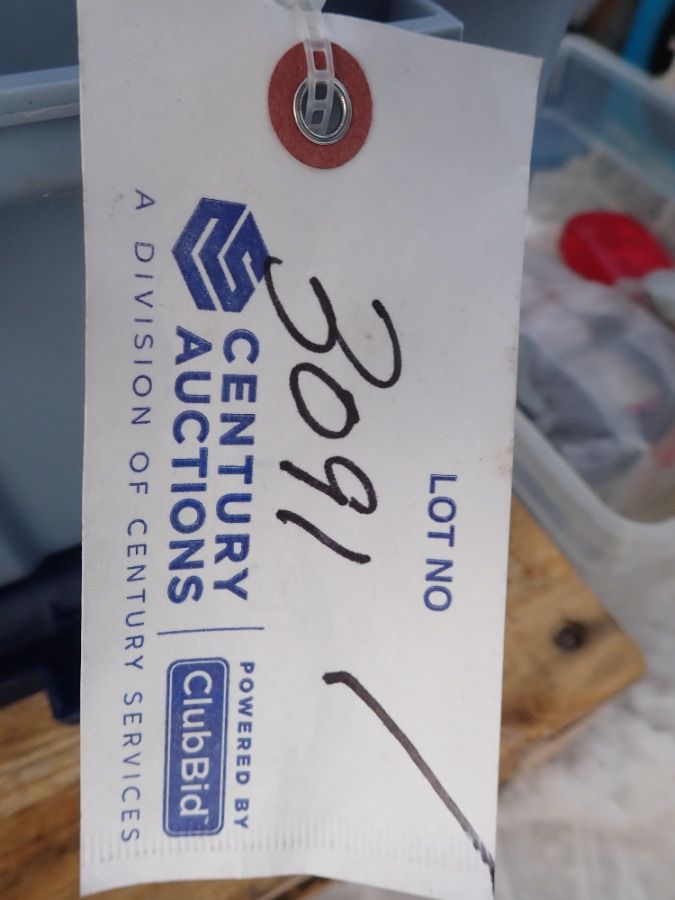 LOT NO
3091 /
CENTURY
AUCTIONS
POWERED BY
ClubBid
A DIVISION OF CENTURY SERVICES